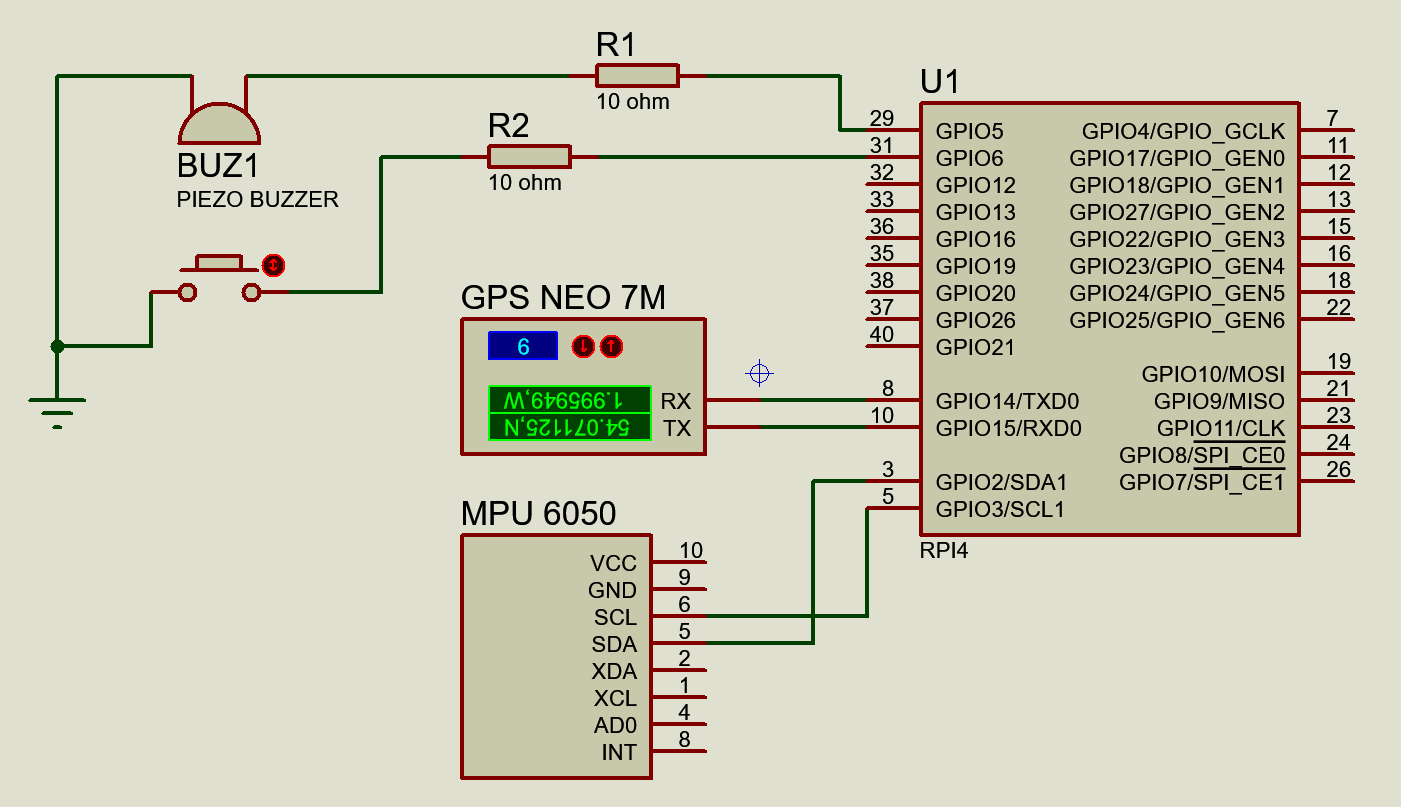 R1
10 ohm
R2
10 ohm
BUZ1
PIEZO BUZZER
GPS NEO 7M
9
1.995949,W
54.071125,N
RX
TX
MPU 6050
VCC 10
GND 9
SCL 6
SDA 5
XDA 2
XCL 1
AD0 4
INT 8
U1
29 GPIO5 GPIO4/GPIO_GCLK 7
31 GPIO6 GPIO17/GPIO_GEN0 11
32 GPIO12 GPIO18/GPIO_GEN1 12
33 GPIO13 GPIO27/GPIO_GEN2 13
36 GPIO16 GPIO22/GPIO_GEN3 15
35 GPIO19 GPIO23/GPIO_GEN4 16
38 GPIO20 GPIO24/GPIO_GEN5 18
37 GPIO26 GPIO25/GPIO_GEN6 22
40 GPIO21
GPIO10/MOSI 19
8 GPIO14/TXD0 GPIO9/MISO 21
10 GPIO15/RXD0 GPIO11/CLK 23
GPIO8/SPI_CE0 24
3 GPIO2/SDA1 GPIO7/SPI_CE1 26
5 GPIO3/SCL1
RPI4